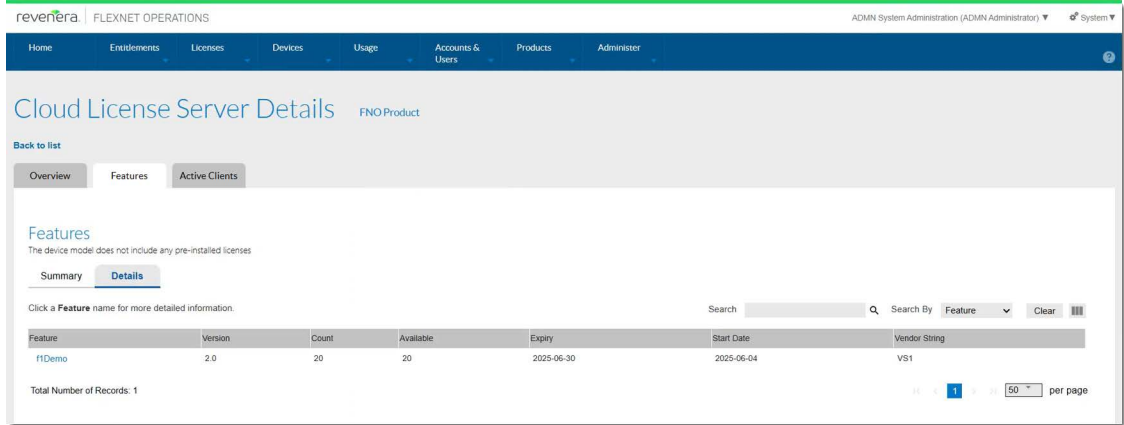 revenera. FLEXNET OPERATIONS ADMN System Administration (ADMN Administrator) ▼ System ▼
Home Entitlements Licenses Devices Usage Accounts & Users Products Administer
Cloud License Server Details FNO Product
Back to list
Overview Features Active Clients
Features
The device model does not include any pre-installed licenses
Summary Details
Click a Feature name for more detailed information. Search Search By Feature Clear
Feature Version Count Available Expiry Start Date Vendor String
f1Demo 2.0 20 20 2025-06-30 2025-06-04 VS1
Total Number of Records: 1 1 50 per page